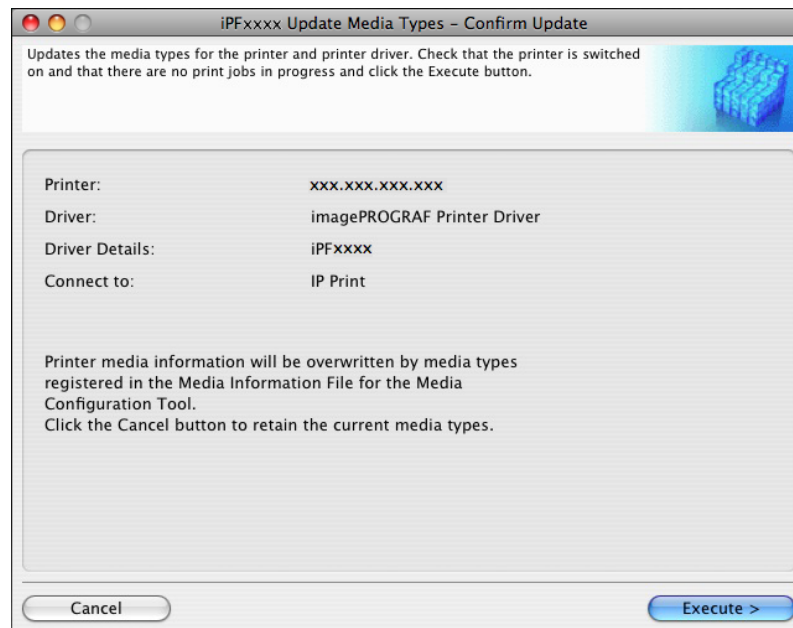 iPFxxxx Update Media Types – Confirm Update
Updates the media types for the printer and printer driver. Check that the printer is switched
on and that there are no print jobs in progress and click the Execute button.
Printer: xxx.xxx.xxx.xxx
Driver: imagePROGRAF Printer Driver
Driver Details: iPFxxxx
Connect to: IP Print
Printer media information will be overwritten by media types
registered in the Media Information File for the Media
Configuration Tool.
Click the Cancel button to retain the current media types.
Cancel Execute >